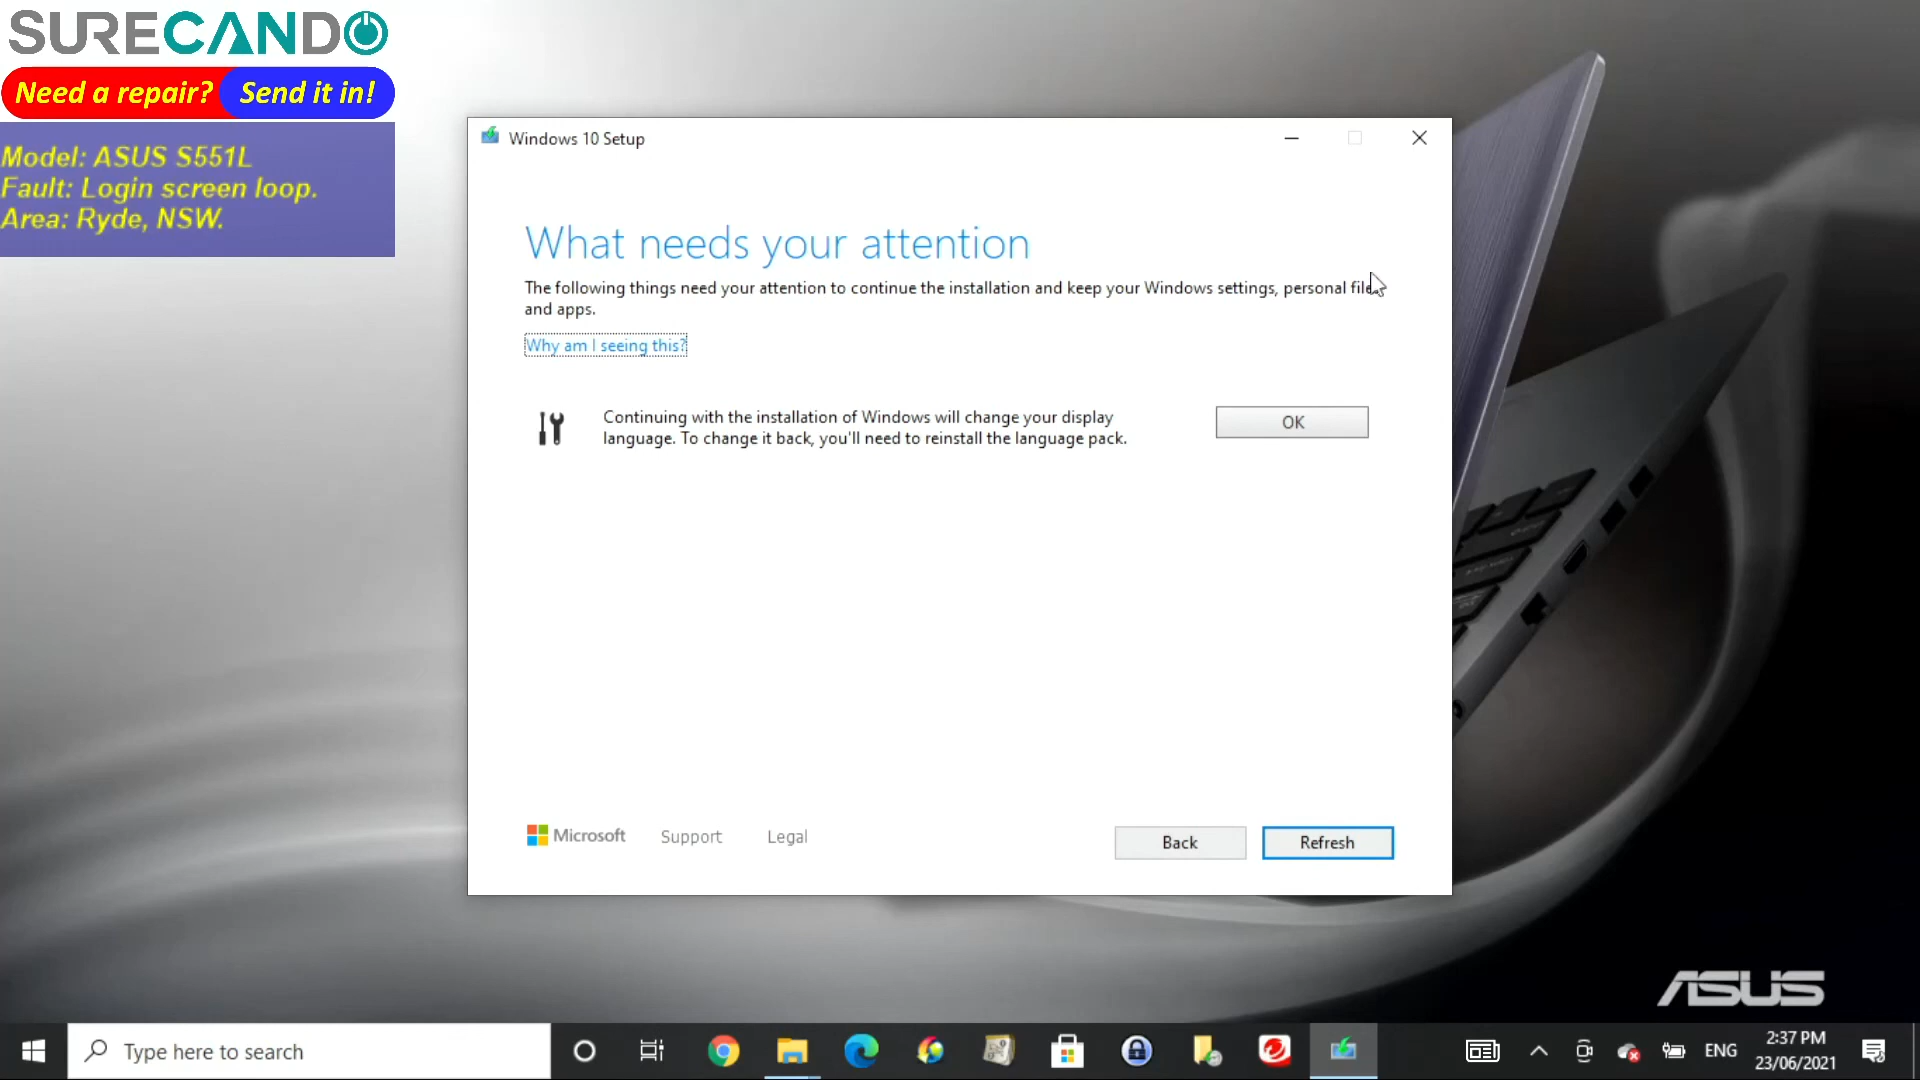 SURECANDO
Need a repair? Send it in!
Model: ASUS S551L
Fault: Login screen loop.
Area: Ryde, NSW.
Windows 10 Setup
What needs your attention
The following things need your attention to continue the installation and keep your Windows settings, personal files
and apps.
Why am I seeing this?
Continuing with the installation of Windows will change your display
language. To change it back, you'll need to reinstall the language pack.
OK
Microsoft Support Legal
Back Refresh
ASUS
Type here to search
ENG
2:37 PM
23/06/2021